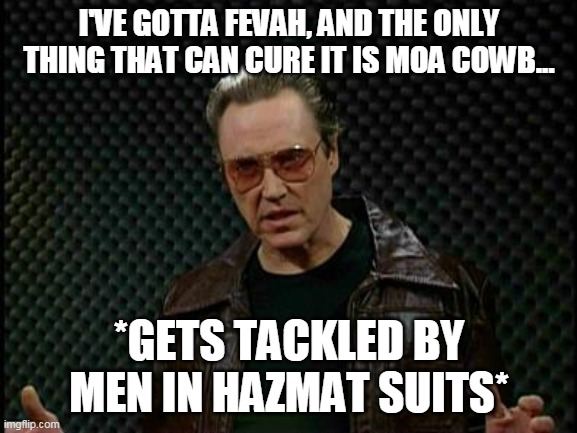 I'VE GOTTA FEVAH, AND THE ONLY
THING THAT CAN CURE IT IS MOA COWB...
*GETS TACKLED BY
MEN IN HAZMAT SUITS*
imgflip.com